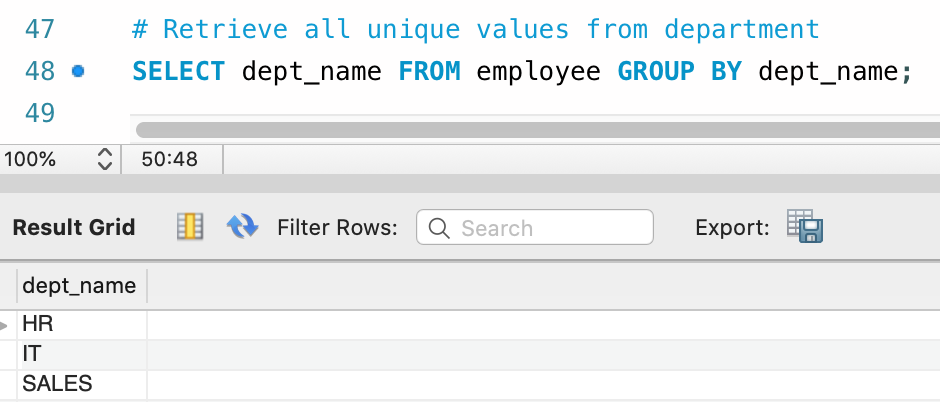 47 # Retrieve all unique values from department
48 SELECT dept_name FROM employee GROUP BY dept_name;
49
100% 50:48
Result Grid Filter Rows: Search Export:
dept_name
HR
IT
SALES